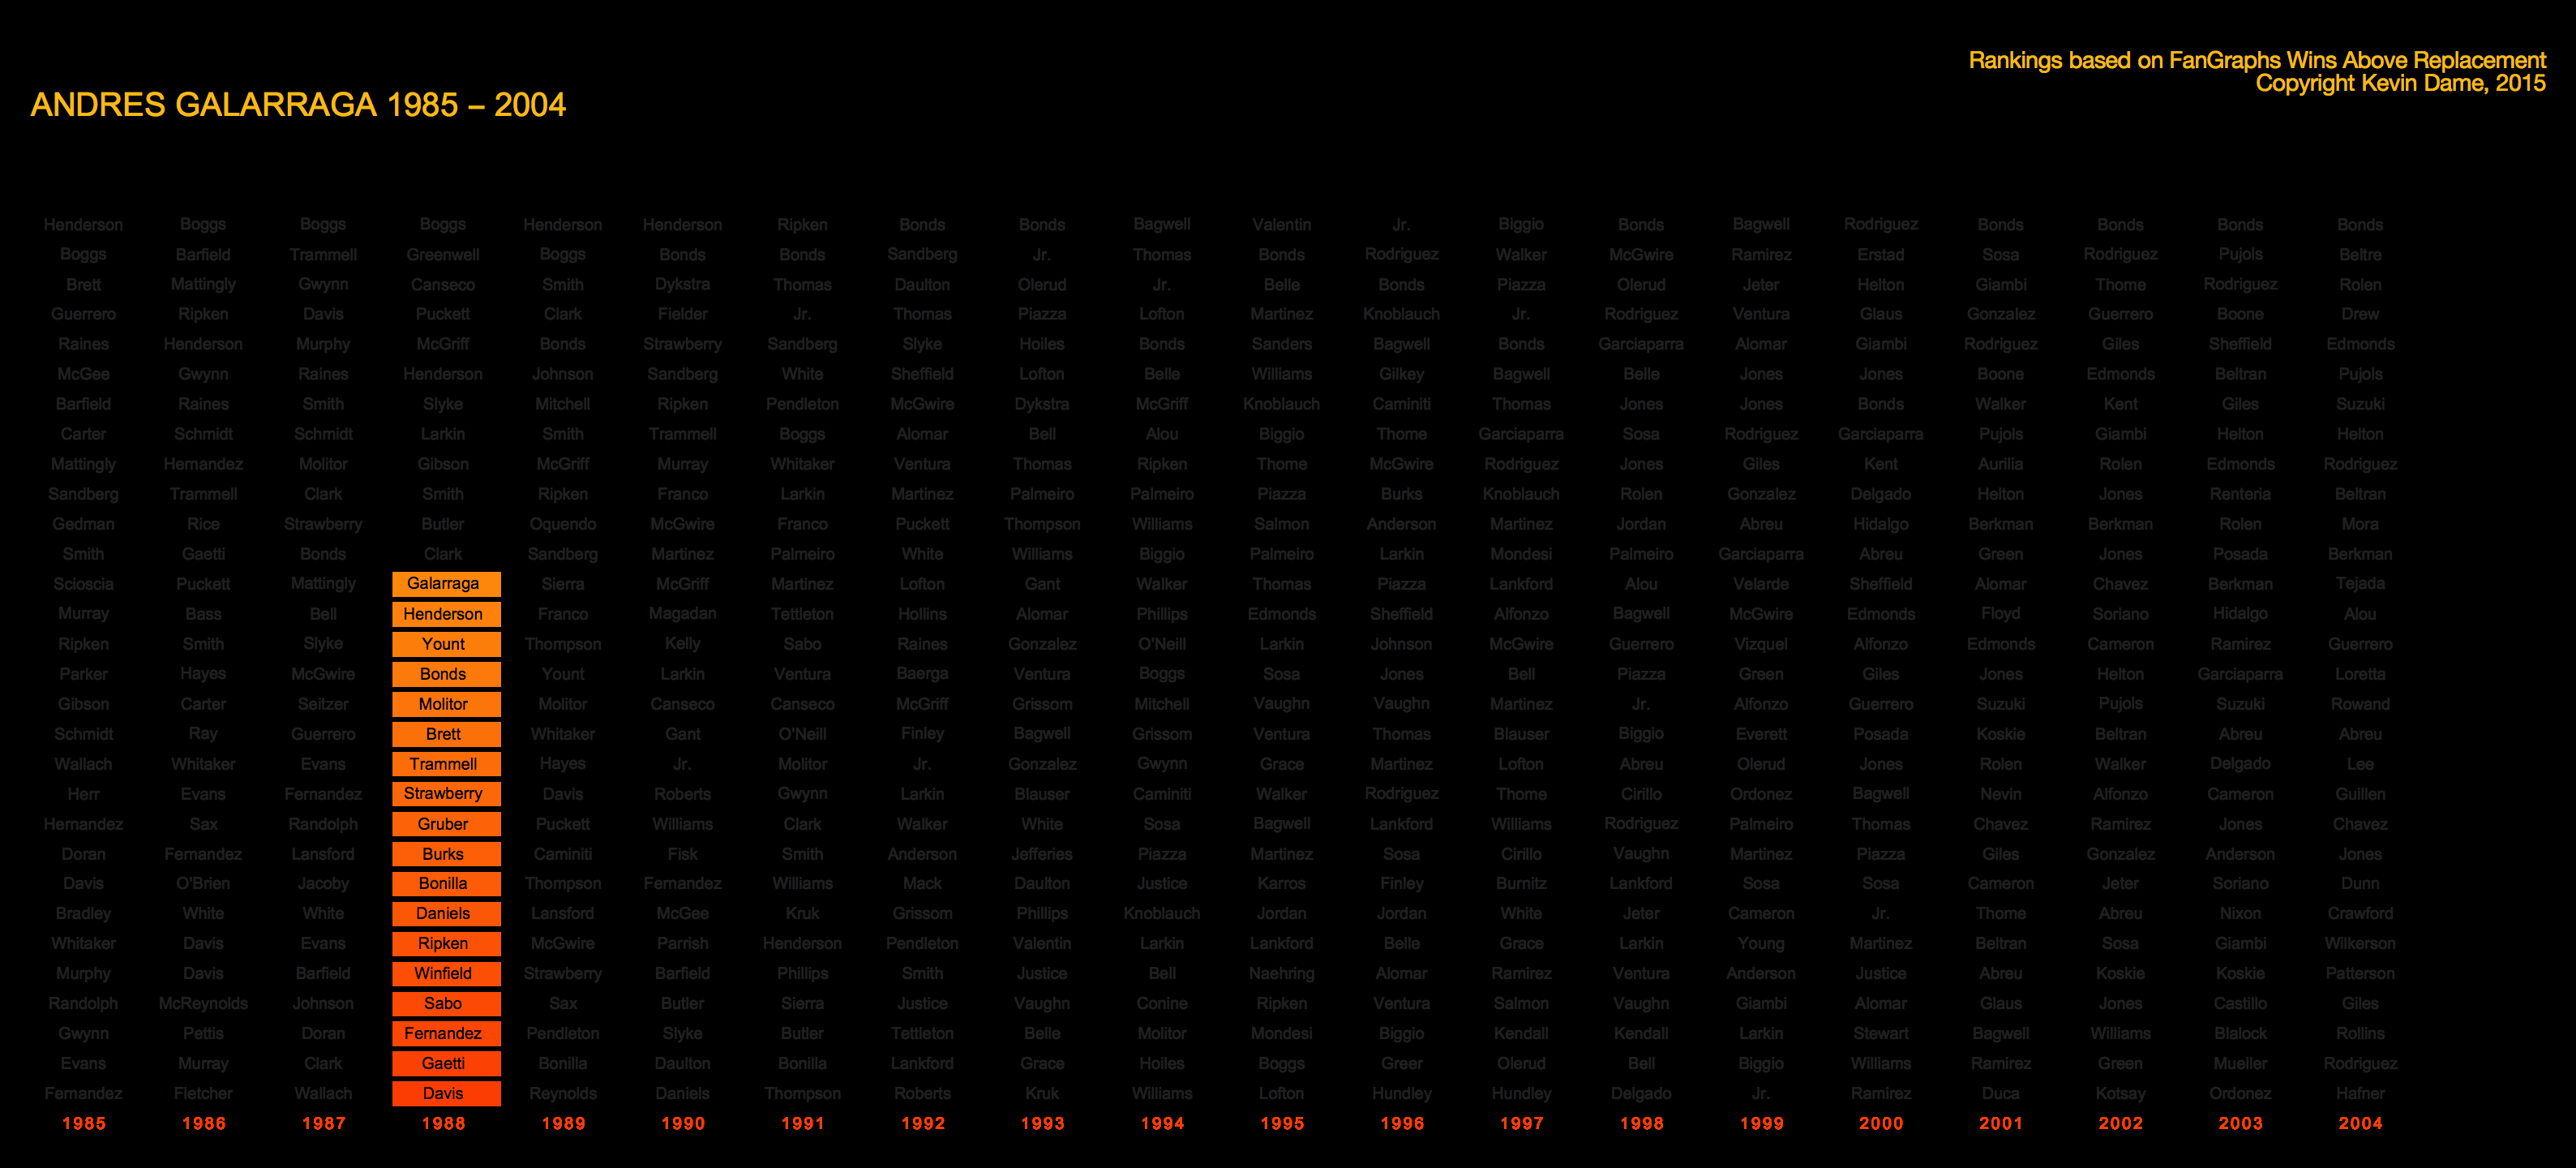 Rankings based on FanGraphs Wins Above Replacement
Copyright Kevin Dame, 2015
ANDRES GALARRAGA 1985 – 2004
Henderson Boggs Boggs Boggs Henderson Henderson Ripken Bonds Bonds Bagwell Valentin Jr. Biggio Bonds Bagwell Rodriguez Bonds Bonds Bonds Bonds
Boggs Barfield Trammell Greenwell Boggs Bonds Bonds Sandberg Jr. Thomas Bonds Rodriguez Walker McGwire Ramirez Erstad Sosa Rodriguez Pujols Beltre
Brett Mattingly Gwynn Canseco Smith Dykstra Thomas Daulton Olerud Jr. Belle Bonds Piazza Olerud Jeter Helton Giambi Thome Rodriguez Rolen
Guerrero Ripken Davis Puckett Clark Fielder Jr. Thomas Piazza Lofton Martinez Knoblauch Jr. Rodriguez Ventura Glaus Gonzalez Guerrero Boone Drew
Raines Henderson Murphy McGriff Bonds Strawberry Sandberg Slyke Hoiles Bonds Sanders Bagwell Bonds Garciaparra Alomar Giambi Rodriguez Giles Sheffield Edmonds
McGee Gwynn Raines Henderson Johnson Sandberg White Sheffield Lofton Belle Williams Gilkey Bagwell Belle Jones Jones Boone Edmonds Beltran Pujols
Barfield Raines Smith Slyke Mitchell Ripken Pendleton McGwire Dykstra McGriff Knoblauch Caminiti Thomas Jones Jones Bonds Walker Kent Giles Suzuki
Carter Schmidt Schmidt Larkin Smith Trammell Boggs Alomar Bell Alou Biggio Thome Garciaparra Sosa Rodriguez Garciaparra Pujols Giambi Helton Helton
Mattingly Hernandez Molitor Gibson McGriff Murray Whitaker Ventura Thomas Ripken Thome McGwire Rodriguez Jones Giles Kent Aurilia Rolen Edmonds Rodriguez
Sandberg Trammell Clark Smith Ripken Franco Larkin Martinez Palmeiro Palmeiro Piazza Burks Knoblauch Rolen Gonzalez Delgado Helton Jones Renteria Beltran
Gedman Rice Strawberry Butler Oquendo McGwire Franco Puckett Thompson Williams Salmon Anderson Martinez Jordan Abreu Hidalgo Berkman Berkman Rolen Mora
Smith Gaetti Bonds Clark Sandberg Martinez Palmeiro White Williams Biggio Palmeiro Larkin Mondesi Palmeiro Garciaparra Abreu Green Jones Posada Berkman
Scioscia Puckett Mattingly Galarraga Sierra McGriff Martinez Lofton Gant Walker Thomas Piazza Lankford Alou Velarde Sheffield Alomar Chavez Berkman Tejada
Murray Bass Bell Henderson Franco Magadan Tettleton Hollins Alomar Phillips Edmonds Sheffield Alfonzo Bagwell McGwire Edmonds Floyd Soriano Hidalgo Alou
Ripken Smith Slyke Yount Thompson Kelly Sabo Raines Gonzalez O'Neill Larkin Johnson McGwire Guerrero Vizquel Alfonzo Edmonds Cameron Ramirez Guerrero
Parker Hayes McGwire Bonds Yount Larkin Ventura Baerga Ventura Boggs Sosa Jones Bell Piazza Green Giles Jones Helton Garciaparra Loretta
Gibson Carter Seitzer Molitor Molitor Canseco Canseco McGriff Grissom Mitchell Vaughn Vaughn Martinez Jr. Alfonzo Guerrero Suzuki Pujols Suzuki Rowand
Schmidt Ray Guerrero Brett Whitaker Gant O'Neill Finley Bagwell Grissom Ventura Thomas Blauser Biggio Everett Posada Koskie Beltran Abreu Abreu
Wallach Whitaker Evans Trammell Hayes Jr. Molitor Jr. Gonzalez Gwynn Grace Martinez Lofton Abreu Olerud Jones Rolen Walker Delgado Lee
Herr Evans Fernandez Strawberry Davis Roberts Gwynn Larkin Blauser Caminiti Walker Rodriguez Thome Cirillo Ordonez Bagwell Nevin Alfonzo Cameron Guillen
Hernandez Sax Randolph Gruber Puckett Williams Clark Walker White Sosa Bagwell Lankford Williams Rodriguez Palmeiro Thomas Chavez Ramirez Jones Chavez
Doran Fernandez Lansford Burks Caminiti Fisk Smith Anderson Jefferies Piazza Martinez Sosa Cirillo Vaughn Martinez Piazza Giles Gonzalez Anderson Jones
Davis O'Brien Jacoby Bonilla Thompson Fernandez Williams Mack Daulton Justice Karros Finley Burnitz Lankford Sosa Sosa Cameron Jeter Soriano Dunn
Bradley White White Daniels Lansford McGee Kruk Grissom Phillips Knoblauch Jordan Jordan White Jeter Cameron Jr. Thome Abreu Nixon Crawford
Whitaker Davis Evans Ripken McGwire Parrish Henderson Pendleton Valentin Larkin Lankford Belle Grace Larkin Young Martinez Beltran Sosa Giambi Wilkerson
Murphy Davis Barfield Winfield Strawberry Barfield Phillips Smith Justice Bell Naehring Alomar Ramirez Ventura Anderson Justice Abreu Koskie Koskie Patterson
Randolph McReynolds Johnson Sabo Sax Butler Sierra Justice Vaughn Conine Ripken Ventura Salmon Vaughn Giambi Alomar Glaus Jones Castillo Giles
Gwynn Pettis Doran Fernandez Pendleton Slyke Butler Tettleton Belle Molitor Mondesi Biggio Kendall Kendall Larkin Stewart Bagwell Williams Blalock Rollins
Evans Murray Clark Gaetti Bonilla Daulton Bonilla Lankford Grace Hoiles Boggs Greer Olerud Bell Biggio Williams Ramirez Green Mueller Rodriguez
Fernandez Fletcher Wallach Davis Reynolds Daniels Thompson Roberts Kruk Williams Lofton Hundley Hundley Delgado Jr. Ramirez Duca Kotsay Ordonez Hafner
1985 1986 1987 1988 1989 1990 1991 1992 1993 1994 1995 1996 1997 1998 1999 2000 2001 2002 2003 2004